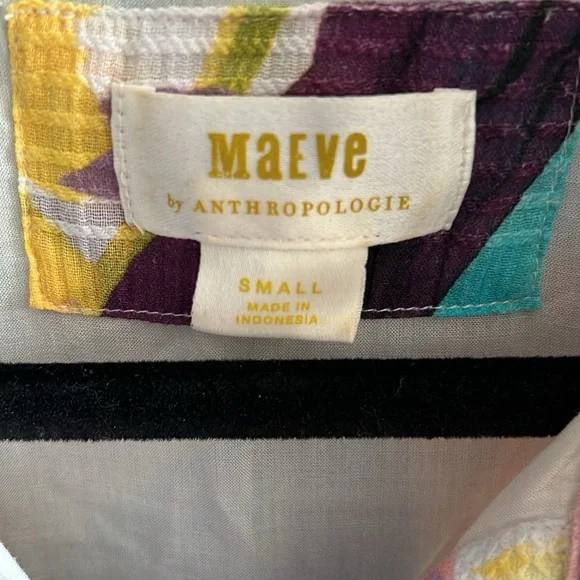 MaEve
by ANTHROPOLOGIE
SMALL
MADE IN
INDONESIA